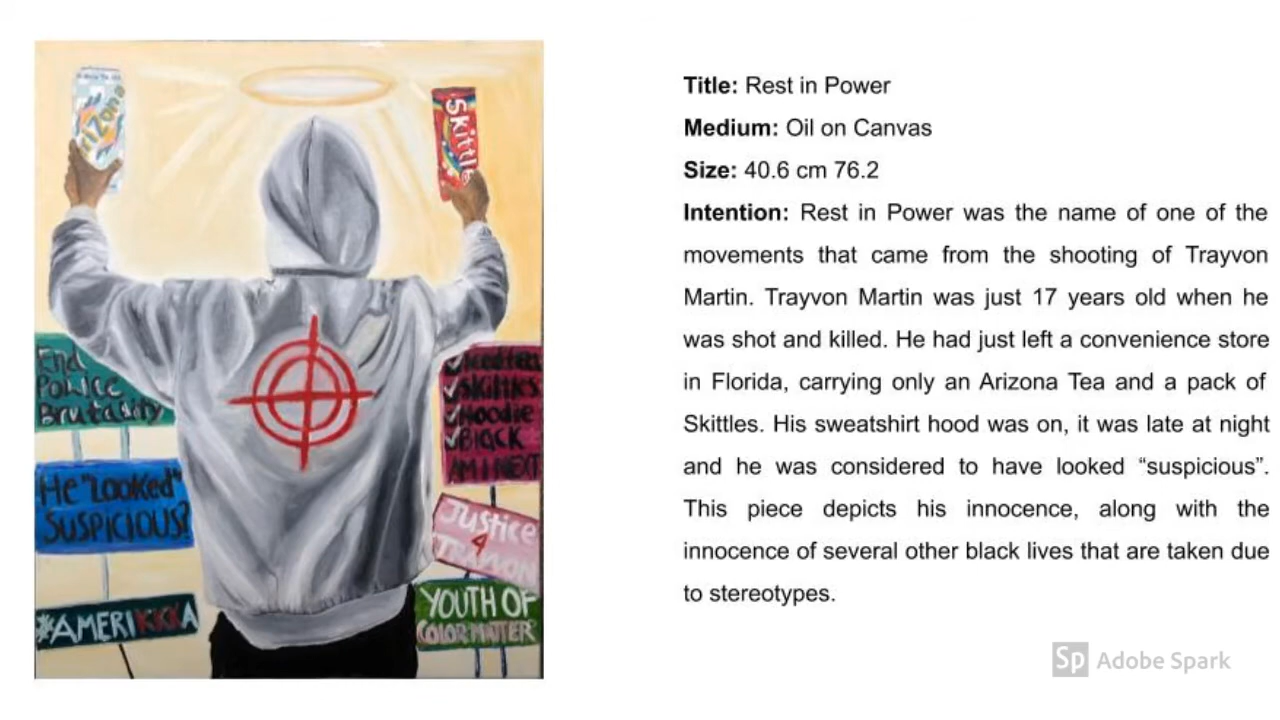 ArizonA
Skittle
End
Police
Brutality
He "Looked"
SUSPICIOUS?
#AMERIKKKA
✓Skittles
✓Hoodie
✓Black
AM I NEXT
Justice
4
Trayvon
YOUTH OF
COLOR MATTER
Title: Rest in Power
Medium: Oil on Canvas
Size: 40.6 cm 76.2
Intention: Rest in Power was the name of one of the
movements that came from the shooting of Trayvon
Martin. Trayvon Martin was just 17 years old when he
was shot and killed. He had just left a convenience store
in Florida, carrying only an Arizona Tea and a pack of
Skittles. His sweatshirt hood was on, it was late at night
and he was considered to have looked “suspicious”.
This piece depicts his innocence, along with the
innocence of several other black lives that are taken due
to stereotypes.
Sp Adobe Spark